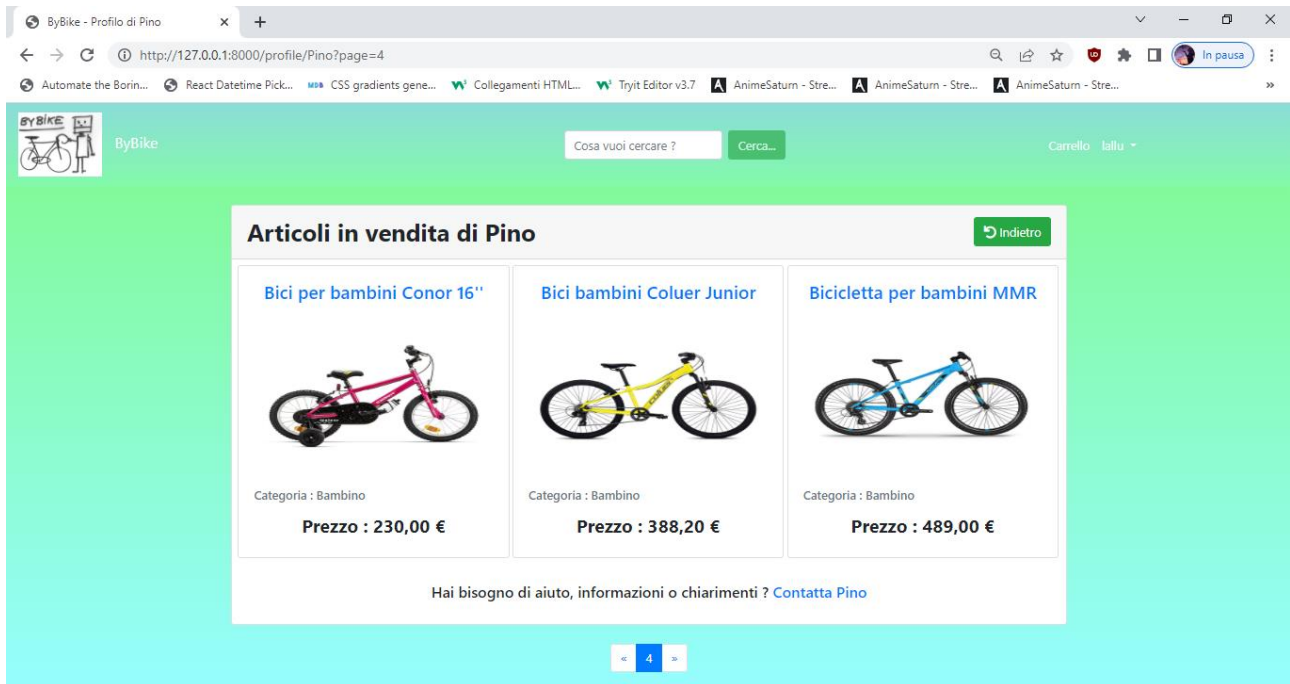 ByBike - Profilo di Pino
http://127.0.0.1:8000/profile/Pino?page=4
In pausa
Automate the Borin... React Datetime Pick... CSS gradients gene... Collegamenti HTML... Tryit Editor v3.7 AnimeSaturn - Stre... AnimeSaturn - Stre... AnimeSaturn - Stre... »
BYBIKE
ByBike Cosa vuoi cercare ? Cerca... Carrello lallu
Articoli in vendita di Pino Indietro
Bici per bambini Conor 16'' Bici bambini Coluer Junior Bicicletta per bambini MMR
Categoria : Bambino Categoria : Bambino Categoria : Bambino
Prezzo : 230,00 € Prezzo : 388,20 € Prezzo : 489,00 €
Hai bisogno di aiuto, informazioni o chiarimenti ? Contatta Pino
« 4 »